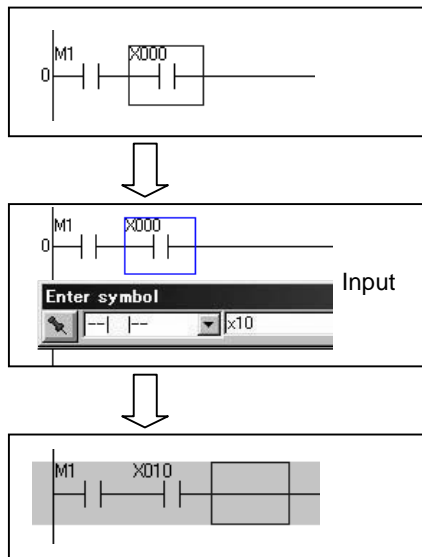 M1 X000
0
M1 X000
0
Input
Enter symbol
--| |-- x10
M1 X010